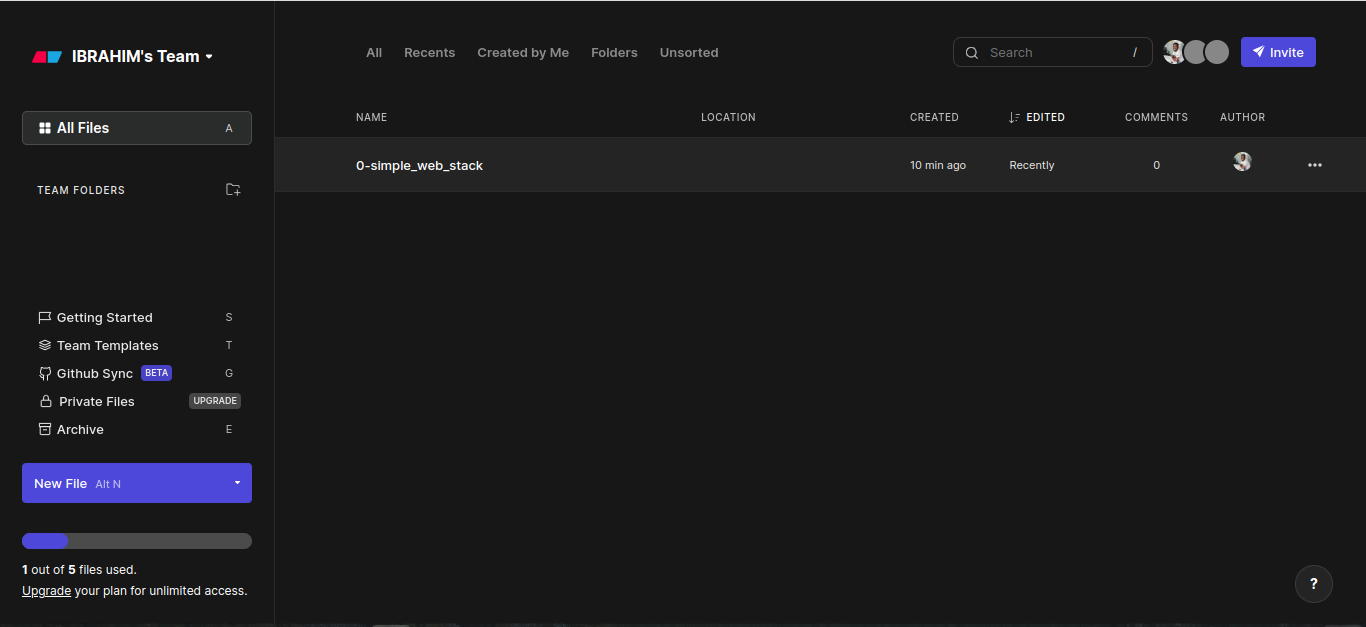 IBRAHIM's Team
All Recents Created by Me Folders Unsorted
Search /
Invite
All Files A
NAME LOCATION CREATED EDITED COMMENTS AUTHOR
0-simple_web_stack 10 min ago Recently 0
TEAM FOLDERS
Getting Started S
Team Templates T
Github Sync BETA G
Private Files UPGRADE
Archive E
New File Alt N
1 out of 5 files used.
Upgrade your plan for unlimited access.
?